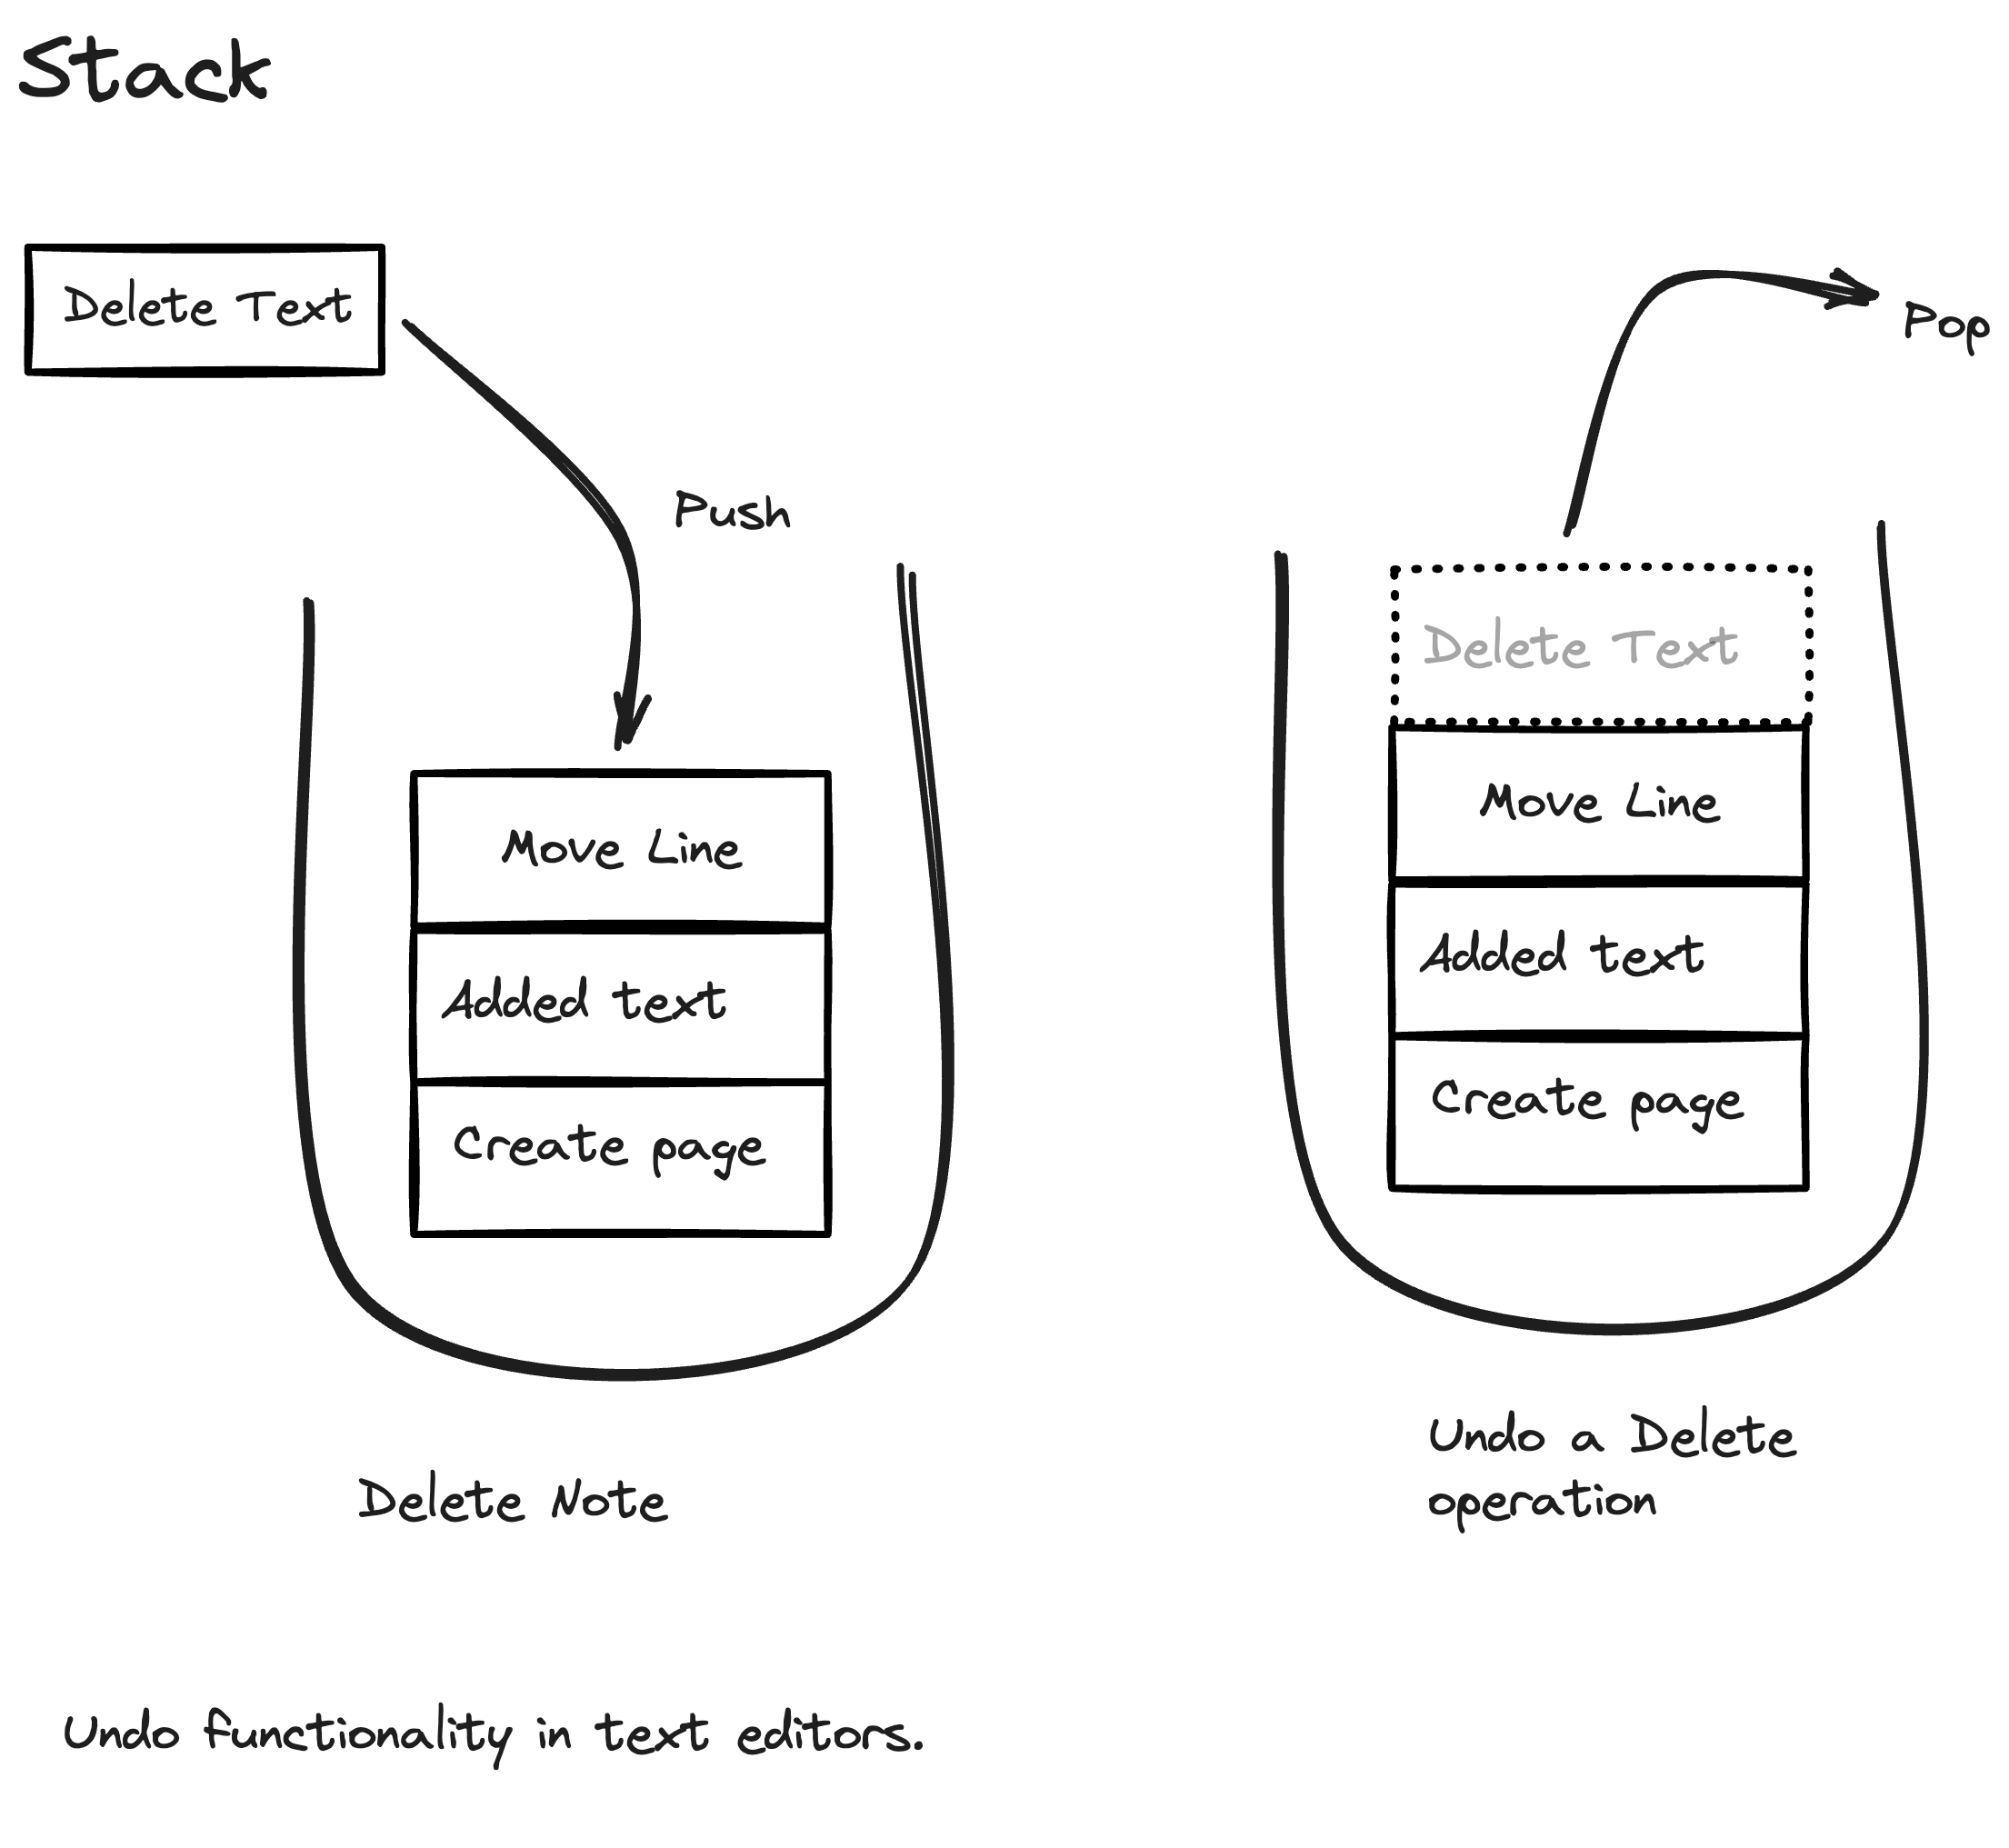 Stack
Delete Text
Push
Move Line
Added text
Create page
Delete Note
Pop
Delete Text
Move Line
Added text
Create page
Undo a Delete
operation
Undo functionality in text editors.